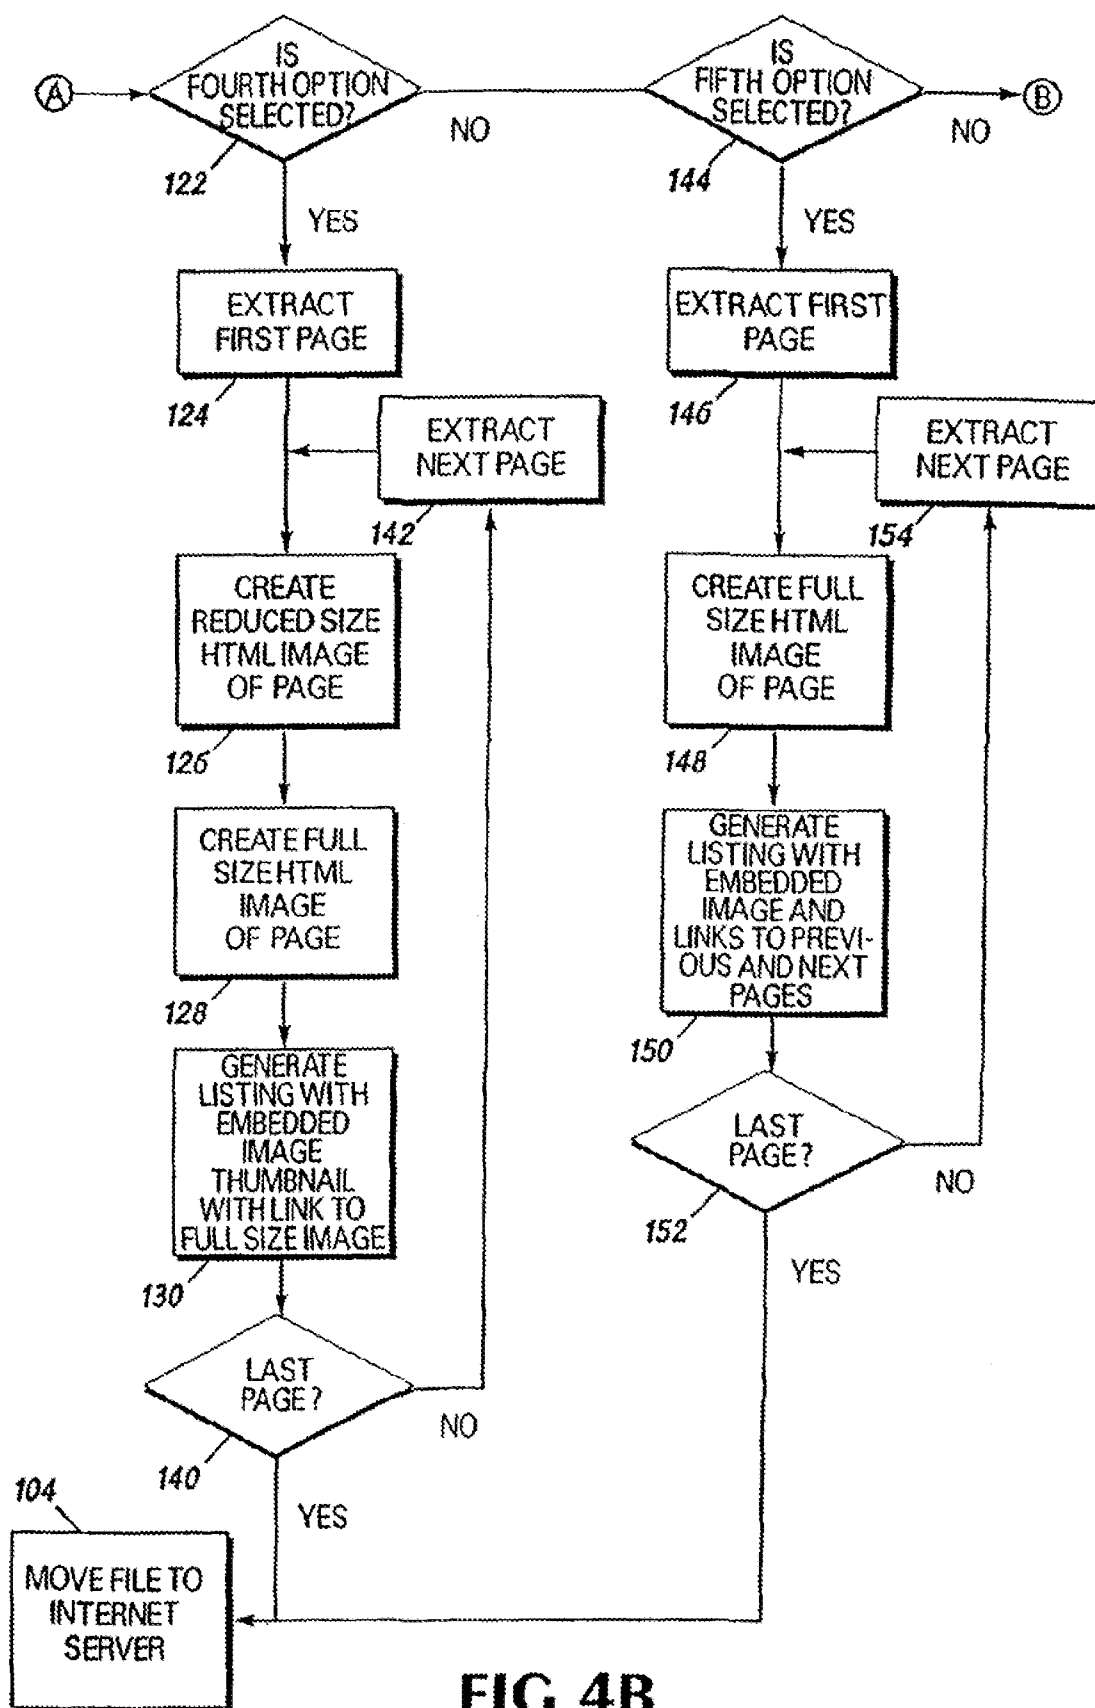 A
IS
FOURTH OPTION
SELECTED?
122
NO
YES
EXTRACT
FIRST PAGE
124
EXTRACT
NEXT PAGE
142
CREATE
REDUCED SIZE
HTML IMAGE
OF PAGE
126
CREATE FULL
SIZE HTML
IMAGE
OF PAGE
128
GENERATE
LISTING WITH
EMBEDDED
IMAGE
THUMBNAIL
WITH LINK TO
FULL SIZE IMAGE
130
LAST
PAGE?
140
NO
YES
104
MOVE FILE TO
INTERNET
SERVER
IS
FIFTH OPTION
SELECTED?
144
NO
B
YES
EXTRACT FIRST
PAGE
146
EXTRACT
NEXT PAGE
154
CREATE FULL
SIZE HTML
IMAGE
OF PAGE
148
GENERATE
LISTING WITH
EMBEDDED
IMAGE AND
LINKS TO PREVI-
OUS AND NEXT
PAGES
150
LAST
PAGE?
152
NO
YES
FIG. 4B